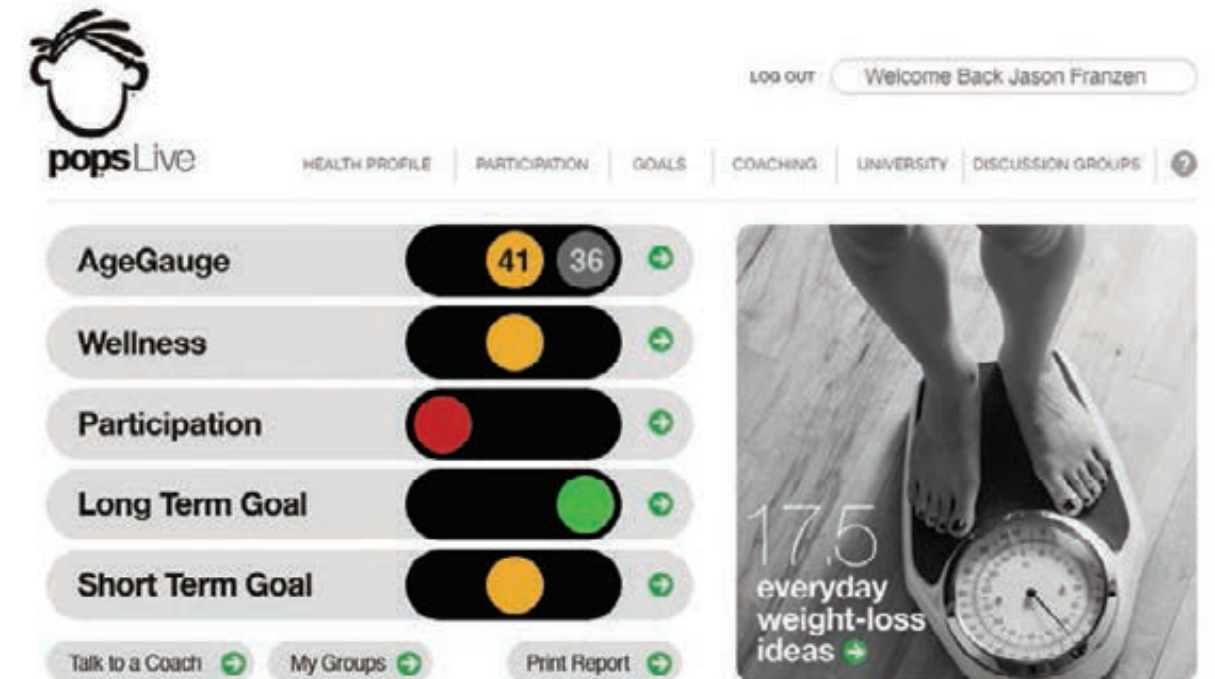 LOG OUT Welcome Back Jason Franzen
popsLive
HEALTH PROFILE PARTICIPATION GOALS COACHING UNIVERSITY DISCUSSION GROUPS ?
AgeGauge 41 36
Wellness
Participation
Long Term Goal
Short Term Goal
Talk to a Coach My Groups Print Report
17.5
everyday
weight-loss
ideas